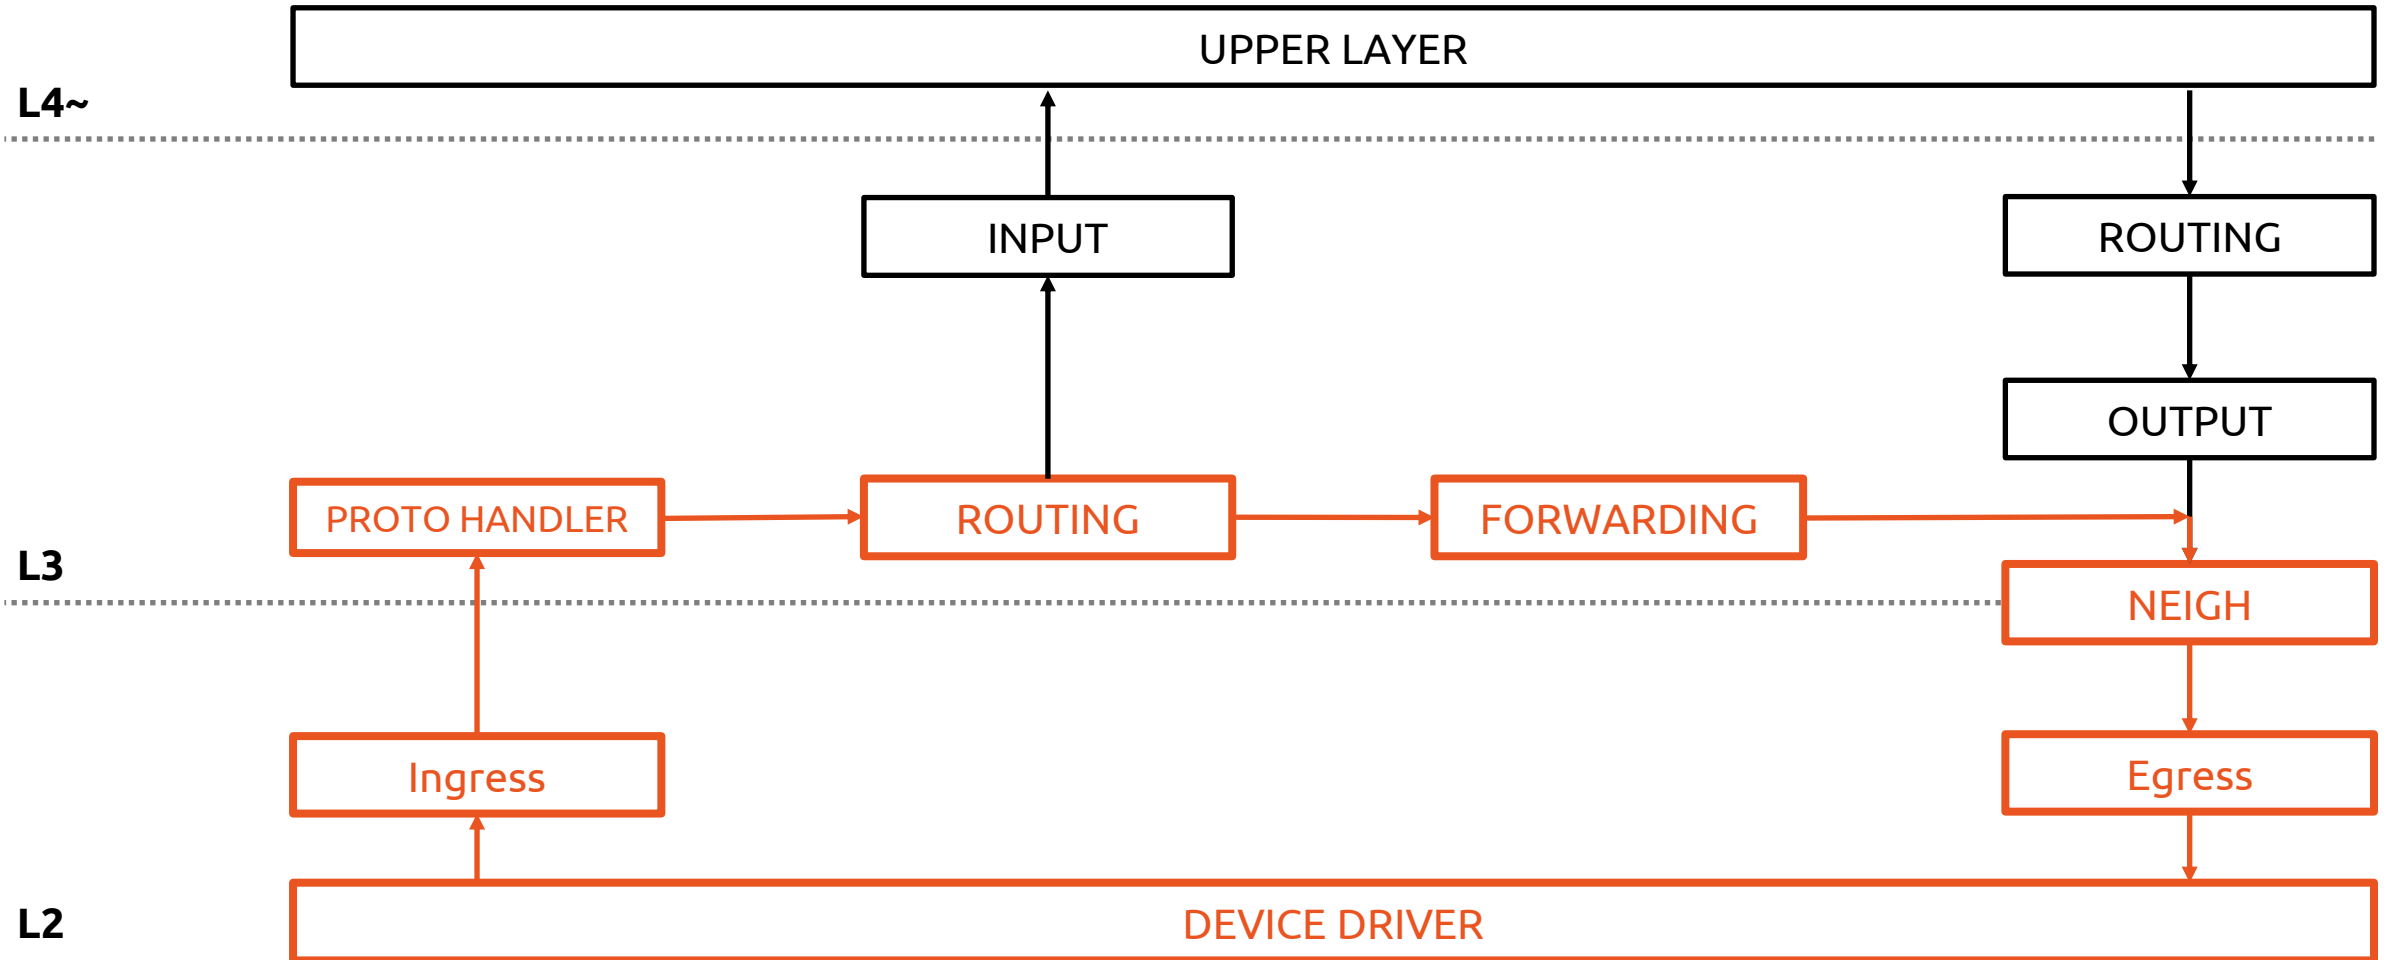 UPPER LAYER
L4~
INPUT
ROUTING
OUTPUT
PROTO HANDLER
ROUTING
FORWARDING
L3
NEIGH
Ingress
Egress
L2
DEVICE DRIVER